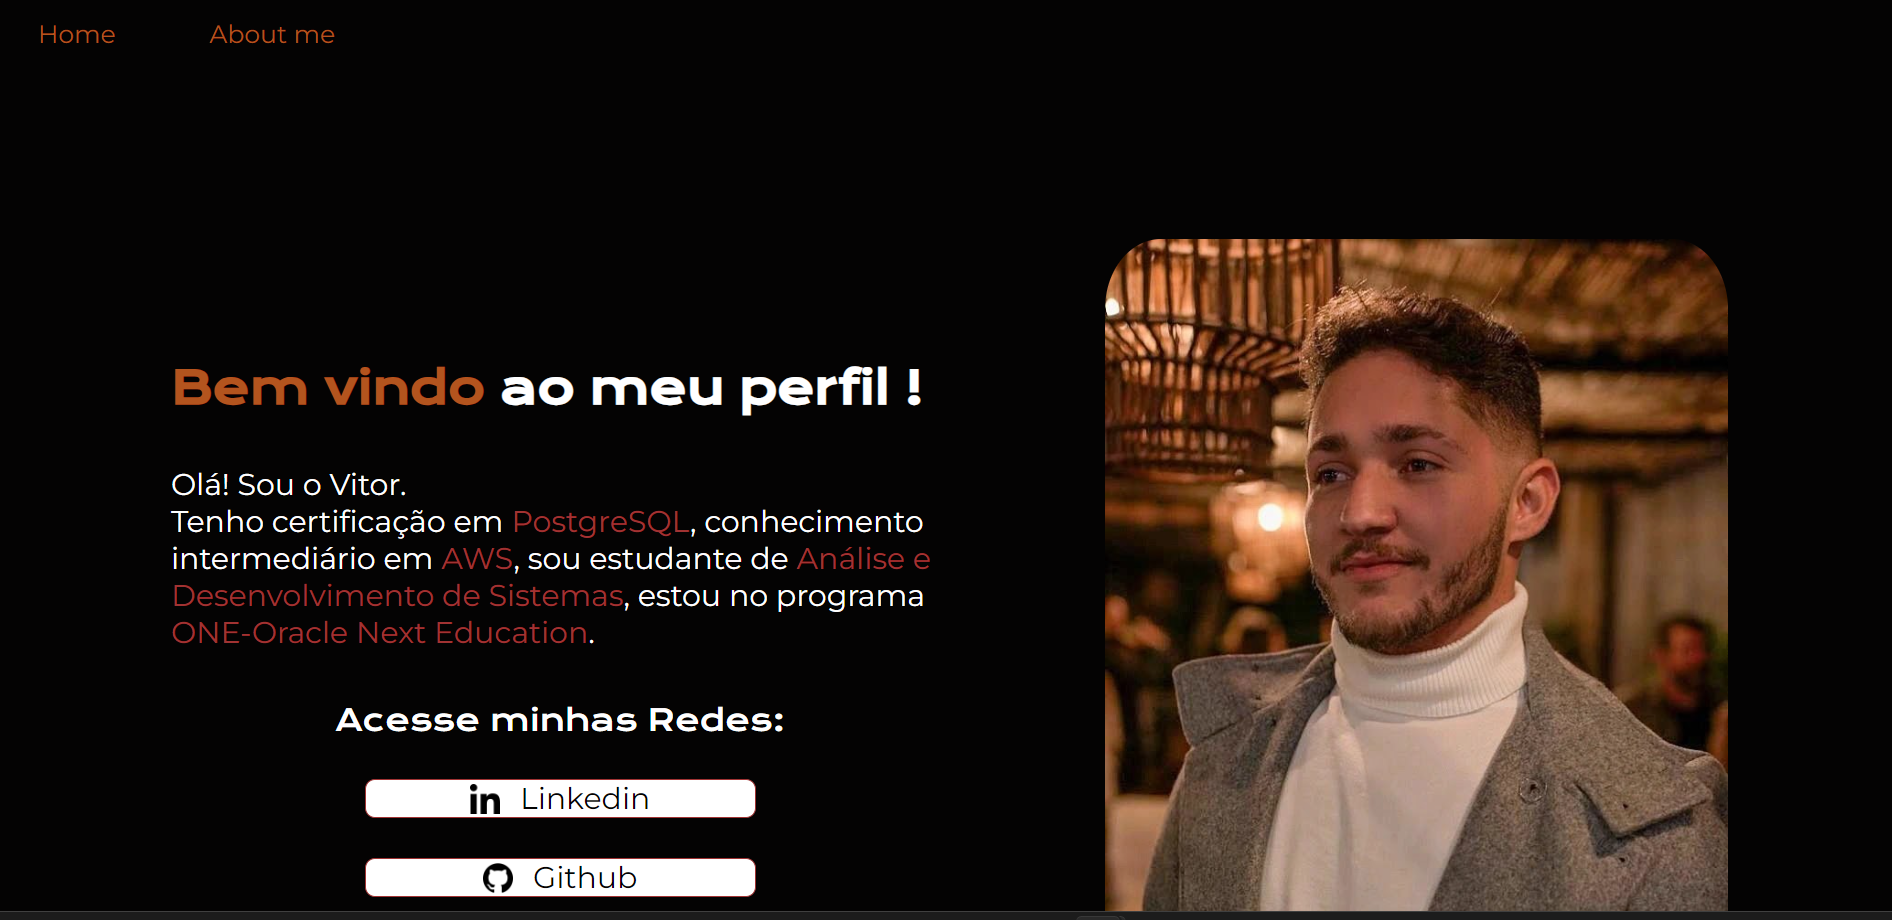 Home
About me
Bem vindo ao meu perfil !
Olá! Sou o Vitor.
Tenho certificação em PostgreSQL, conhecimento
intermediário em AWS, sou estudante de Análise e
Desenvolvimento de Sistemas, estou no programa
ONE-Oracle Next Education.
Acesse minhas Redes:
in Linkedin
Github